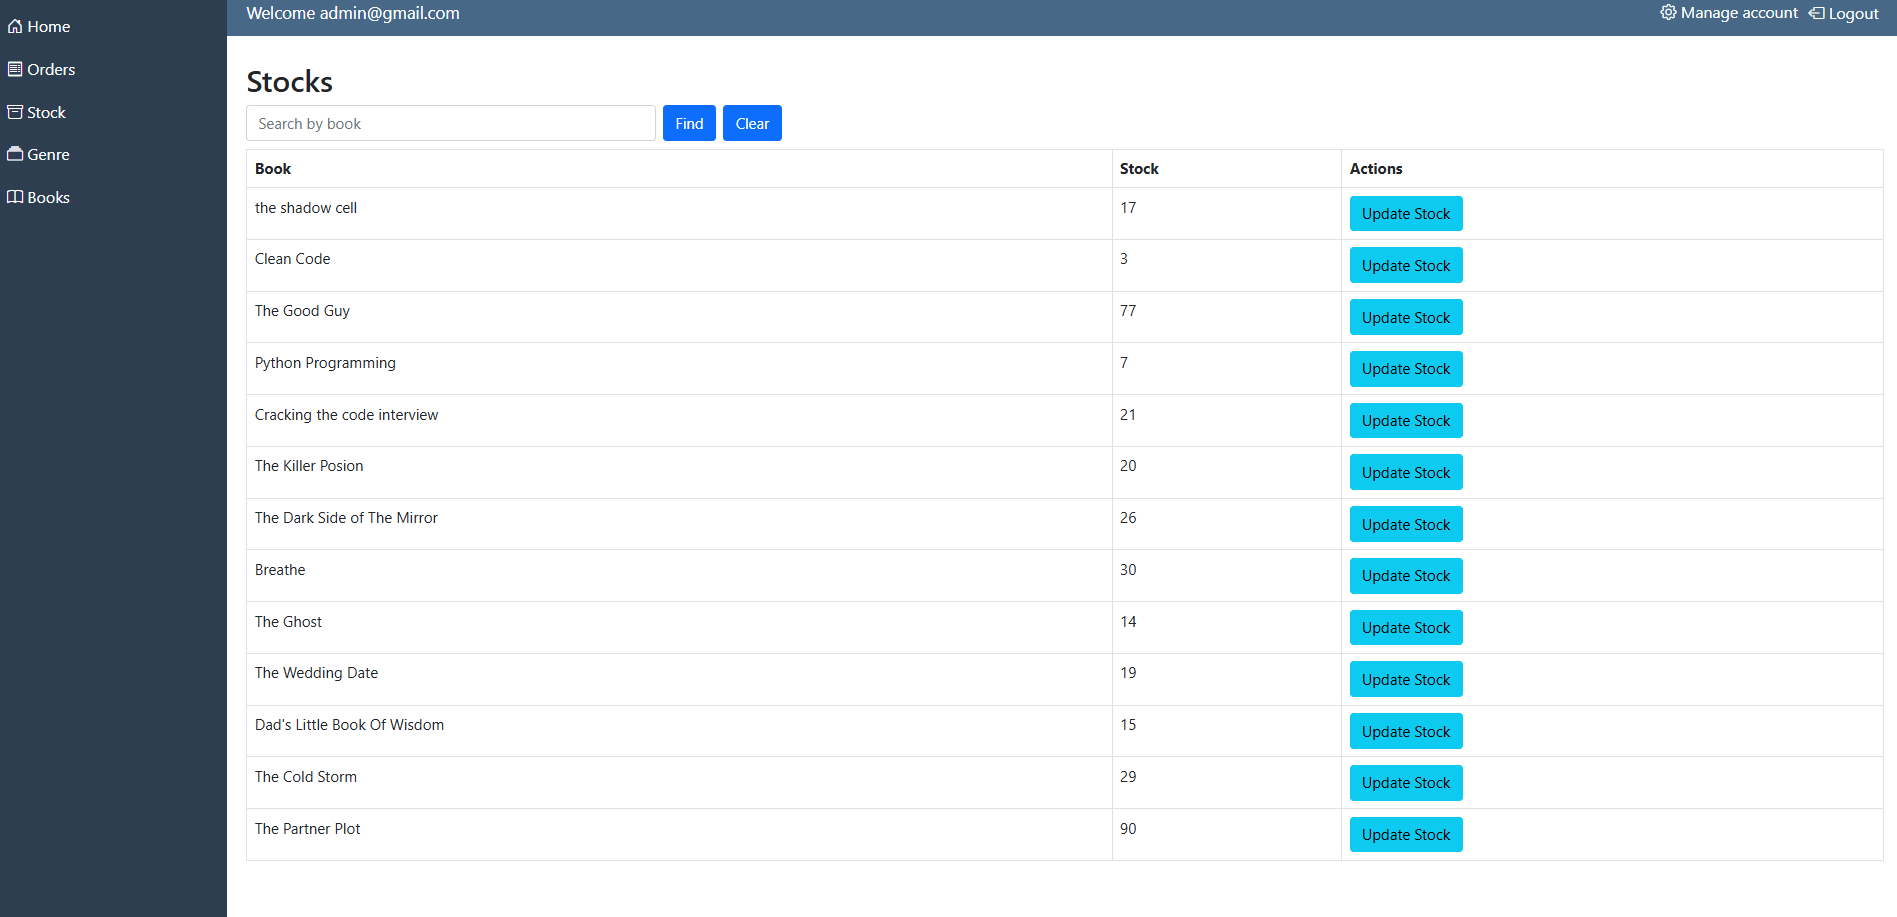 Home
Orders
Stock
Genre
Books
Welcome admin@gmail.com
Manage account Logout
Stocks
Search by book Find Clear
Book Stock Actions
the shadow cell 17 Update Stock
Clean Code 3 Update Stock
The Good Guy 77 Update Stock
Python Programming 7 Update Stock
Cracking the code interview 21 Update Stock
The Killer Posion 20 Update Stock
The Dark Side of The Mirror 26 Update Stock
Breathe 30 Update Stock
The Ghost 14 Update Stock
The Wedding Date 19 Update Stock
Dad's Little Book Of Wisdom 15 Update Stock
The Cold Storm 29 Update Stock
The Partner Plot 90 Update Stock